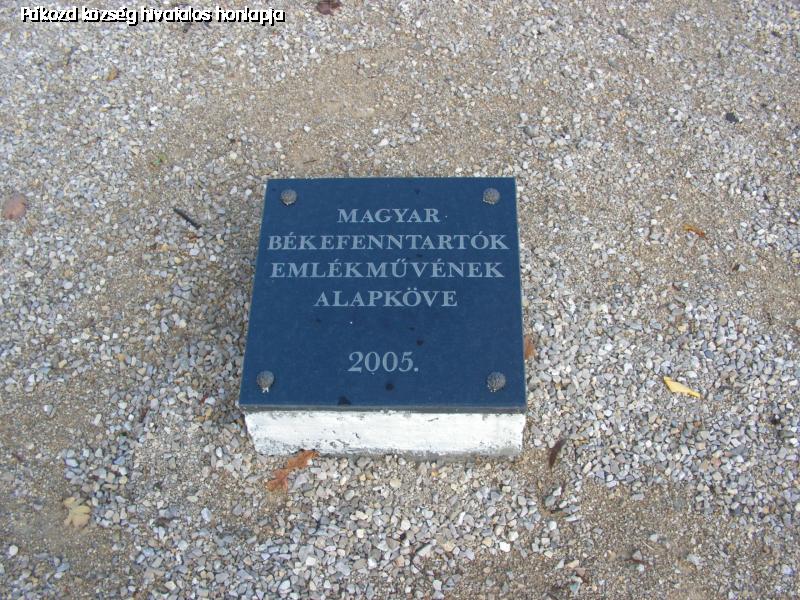 Pákozd község hivatalos honlapja
MAGYAR
BÉKEFENNTARTÓK
EMLÉKMŰVÉNEK
ALAPKÖVE
2005.